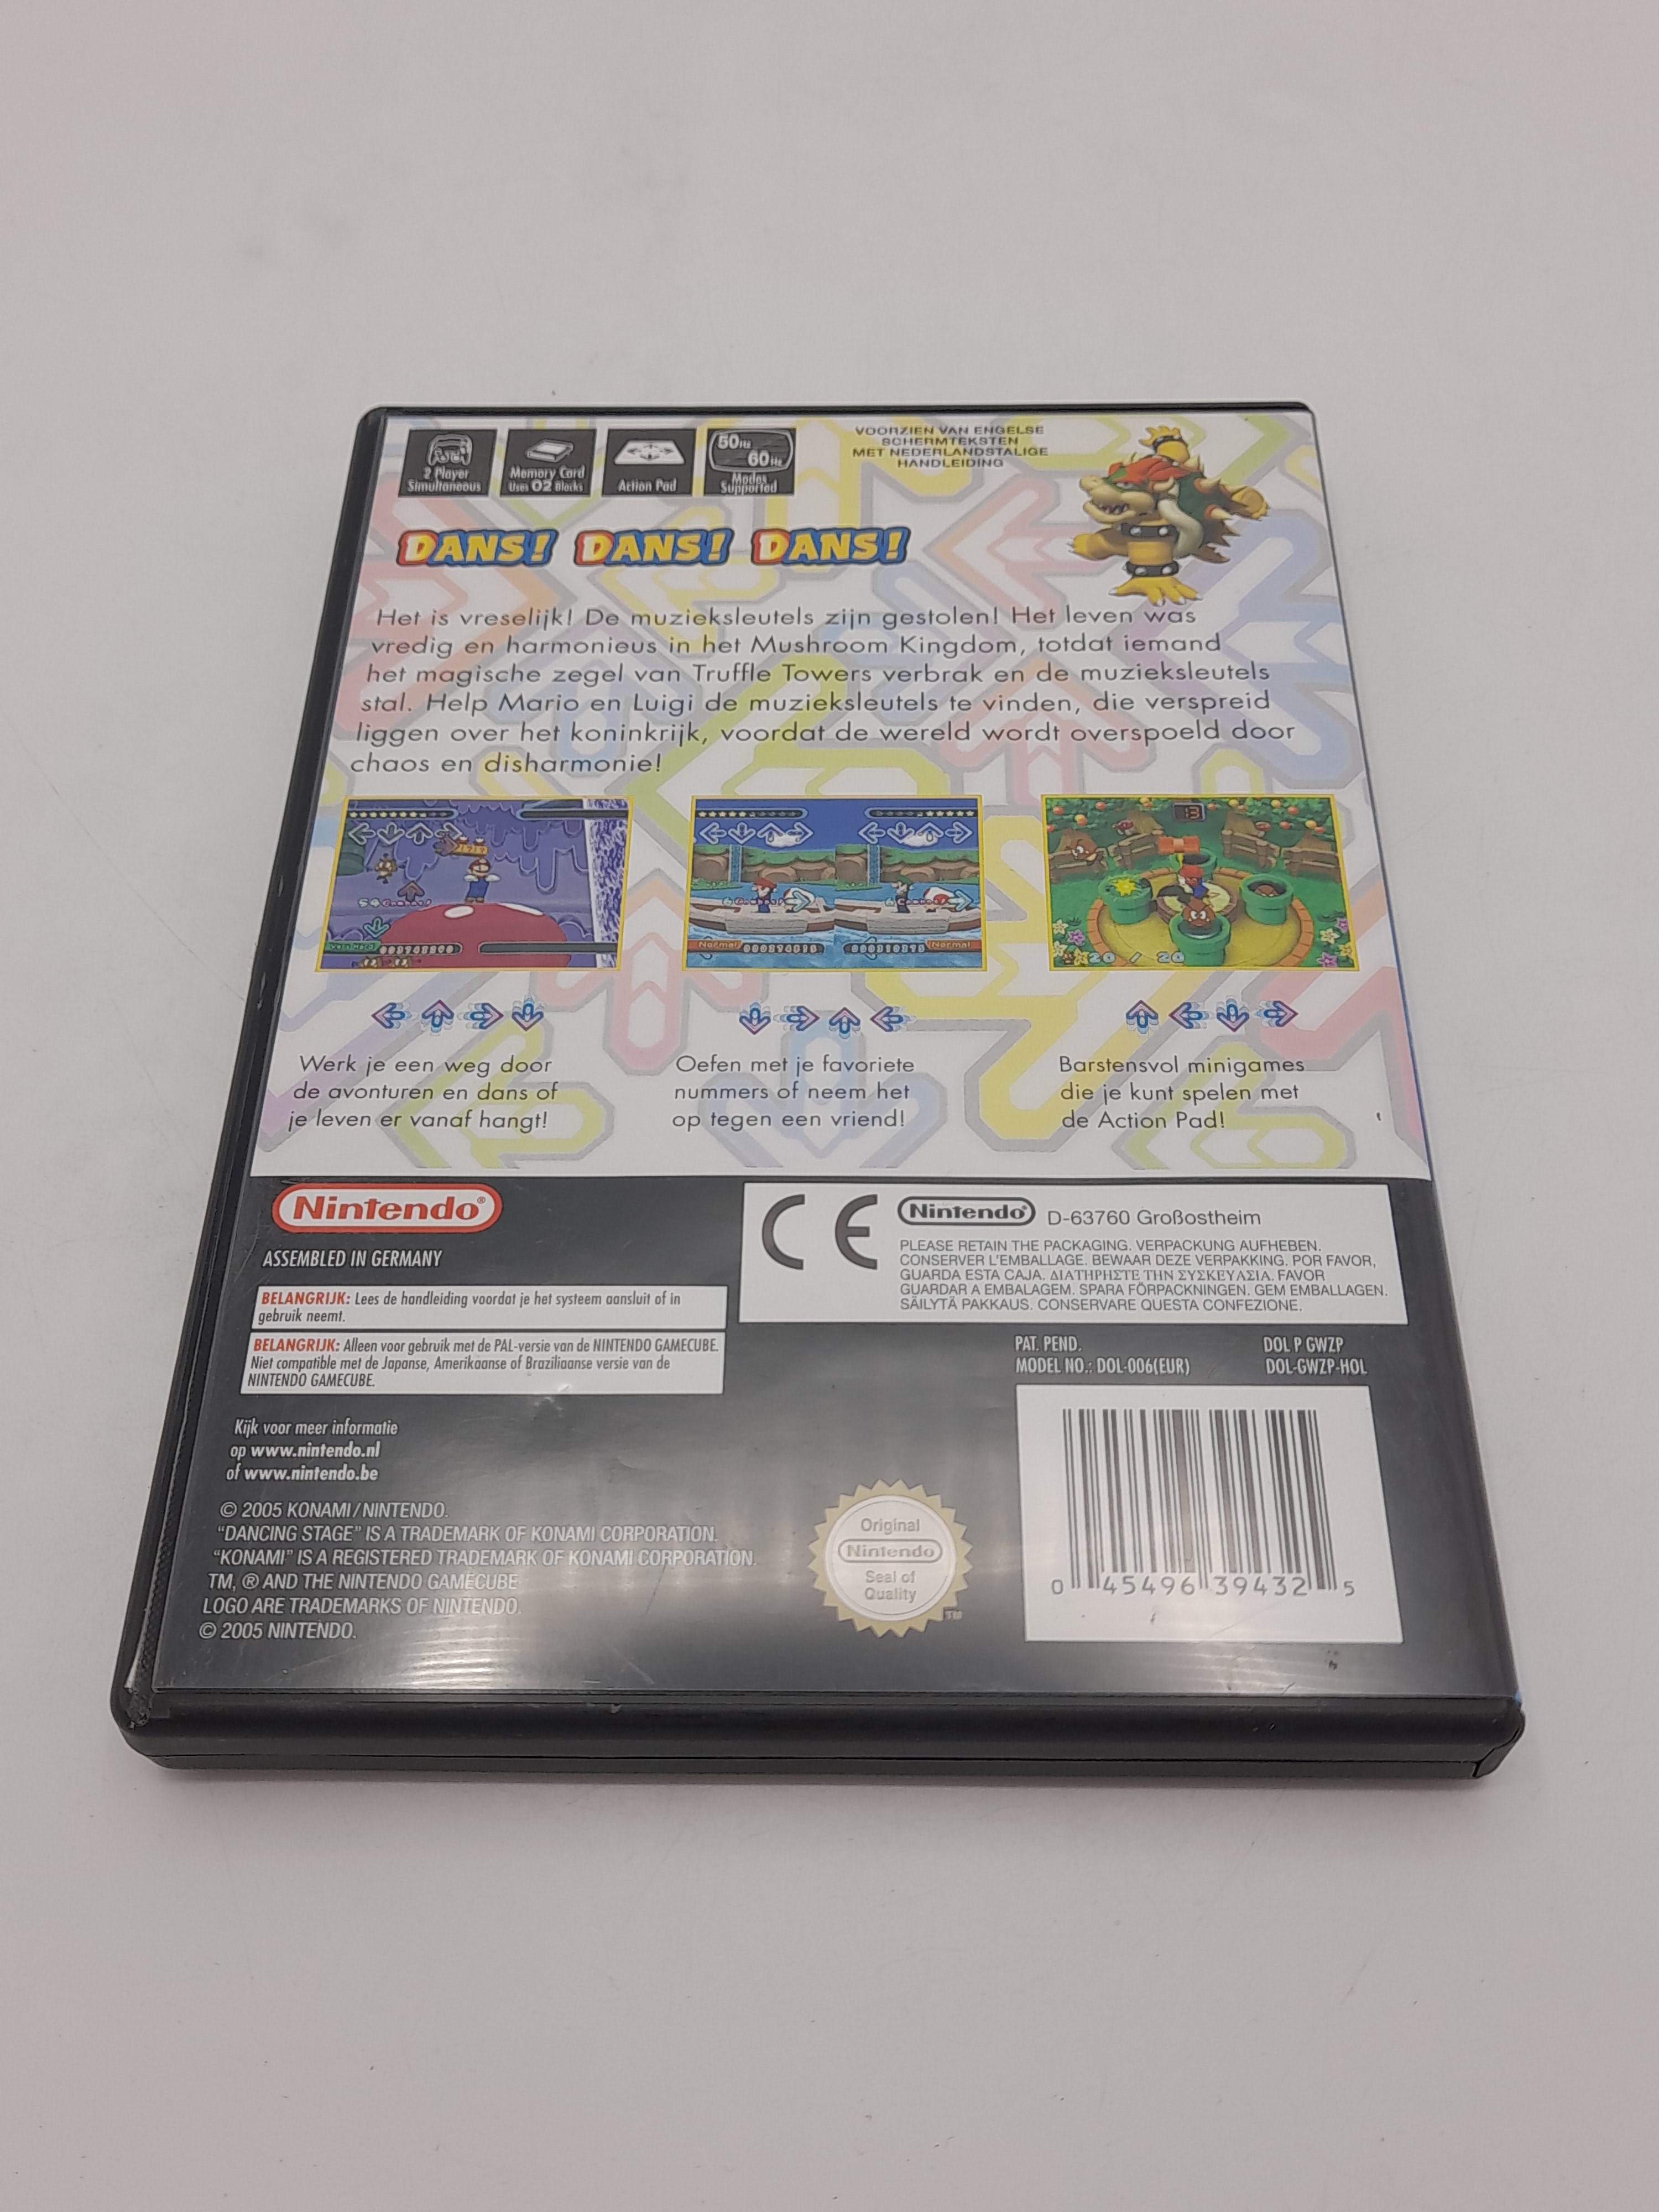 2 Player
Simultaneous
Memory Card
Uses 02 Blocks
Action Pad
50Hz
60Hz
Modes
Supported
VOORZIEN VAN ENGELSE
SCHERMTEKSTEN
MET NEDERLANDSTALIGE
HANDLEIDING
DANS! DANS! DANS!
Het is vreselijk! De muzieksleutels zijn gestolen! Het leven was
vredig en harmonieus in het Mushroom Kingdom, totdat iemand
het magische zegel van Truffle Towers verbrak en de muzieksleutels
stal. Help Mario en Luigi de muzieksleutels te vinden, die verspreid
liggen over het koninkrijk, voordat de wereld wordt overspoeld door
chaos en disharmonie!
13
Normal
Normal
20 / 20
Werk je een weg door
de avonturen en dans of
je leven er vanaf hangt!
Oefen met je favoriete
nummers of neem het
op tegen een vriend!
Barstensvol minigames
die je kunt spelen met
de Action Pad!
Nintendo®
ASSEMBLED IN GERMANY
BELANGRIJK: Lees de handleiding voordat je het systeem aansluit of in
gebruik neemt.
BELANGRIJK: Alleen voor gebruik met de PAL-versie van de NINTENDO GAMECUBE.
Niet compatible met de Japanse, Amerikaanse of Braziliaanse versie van de
NINTENDO GAMECUBE.
Kijk voor meer informatie
op www.nintendo.nl
of www.nintendo.be
© 2005 KONAMI/NINTENDO.
“DANCING STAGE” IS A TRADEMARK OF KONAMI CORPORATION.
“KONAMI” IS A REGISTERED TRADEMARK OF KONAMI CORPORATION.
TM, ® AND THE NINTENDO GAMECUBE
LOGO ARE TRADEMARKS OF NINTENDO.
© 2005 NINTENDO.
CE
Nintendo® D-63760 Großostheim
PLEASE RETAIN THE PACKAGING. VERPACKUNG AUFHEBEN.
CONSERVER L'EMBALLAGE. BEWAAR DEZE VERPAKKING. POR FAVOR,
GUARDA ESTA CAJA. ΔΙΑΤΗΡΗΣΤΕ ΤΗΝ ΣΥΣΚΕΥΑΣΙΑ. FAVOR
GUARDAR A EMBALAGEM. SPARA FÖRPACKNINGEN. GEM EMBALLAGEN.
SÄILYTÄ PAKKAUS. CONSERVARE QUESTA CONFEZIONE.
PAT. PEND.
MODEL NO.: DOL-006(EUR)
DOL P GWZP
DOL-GWZP-HOL
Original
Nintendo
Seal of
Quality
TM
0 45496 39432 5